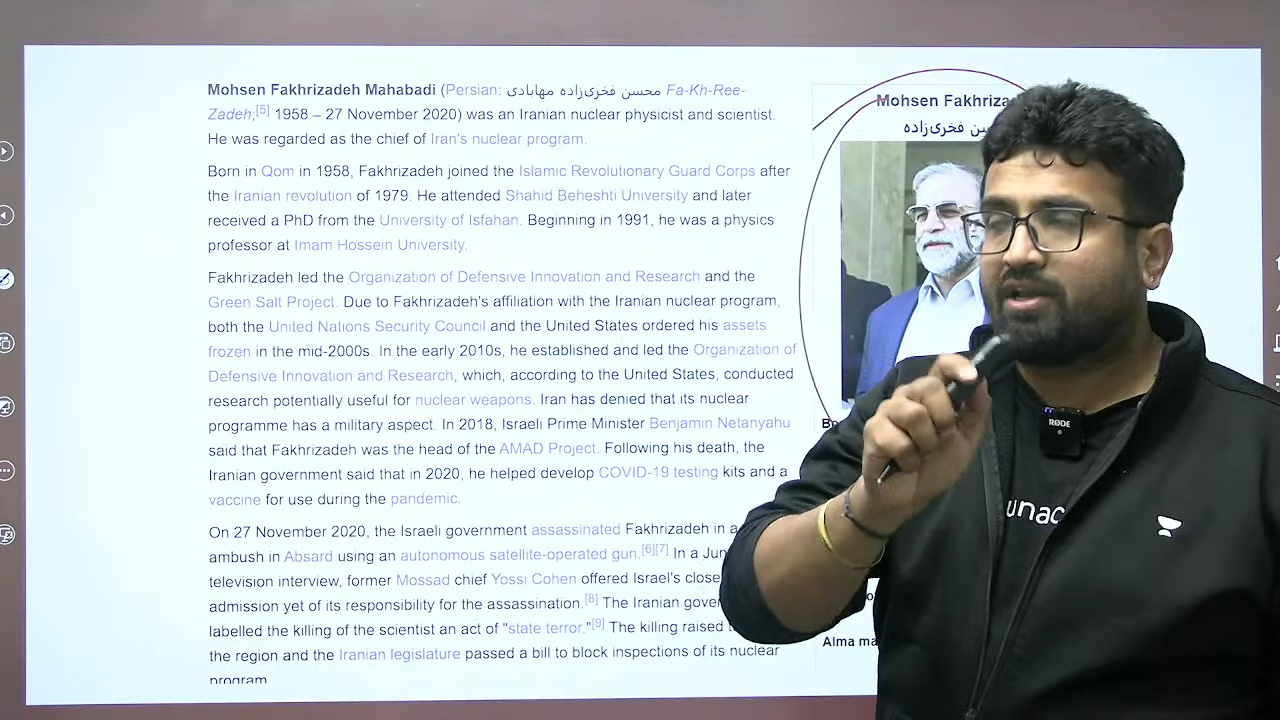 Mohsen Fakhrizadeh Mahabadi (Persian: محسن فخری‌زاده مهابادی Fa-Kh-Ree-
Zadeh;[5] 1958 – 27 November 2020) was an Iranian nuclear physicist and scientist.
He was regarded as the chief of Iran's nuclear program.
Born in Qom in 1958, Fakhrizadeh joined the Islamic Revolutionary Guard Corps after
the Iranian revolution of 1979. He attended Shahid Beheshti University and later
received a PhD from the University of Isfahan. Beginning in 1991, he was a physics
professor at Imam Hossein University.
Fakhrizadeh led the Organization of Defensive Innovation and Research and the
Green Salt Project. Due to Fakhrizadeh's affiliation with the Iranian nuclear program,
both the United Nations Security Council and the United States ordered his assets
frozen in the mid-2000s. In the early 2010s, he established and led the Organization of
Defensive Innovation and Research, which, according to the United States, conducted
research potentially useful for nuclear weapons. Iran has denied that its nuclear
programme has a military aspect. In 2018, Israeli Prime Minister Benjamin Netanyahu
said that Fakhrizadeh was the head of the AMAD Project. Following his death, the
Iranian government said that in 2020, he helped develop COVID-19 testing kits and a
vaccine for use during the pandemic.
On 27 November 2020, the Israeli government assassinated Fakhrizadeh in a
ambush in Absard using an autonomous satellite-operated gun.[6][7] In a Jun
television interview, former Mossad chief Yossi Cohen offered Israel's close
admission yet of its responsibility for the assassination.[8] The Iranian gover
labelled the killing of the scientist an act of "state terror."[9] The killing raised
the region and the Iranian legislature passed a bill to block inspections of its nuclear
program
Mohsen Fakhriza
فخری‌زاده
Alma ma
RØDE
unac